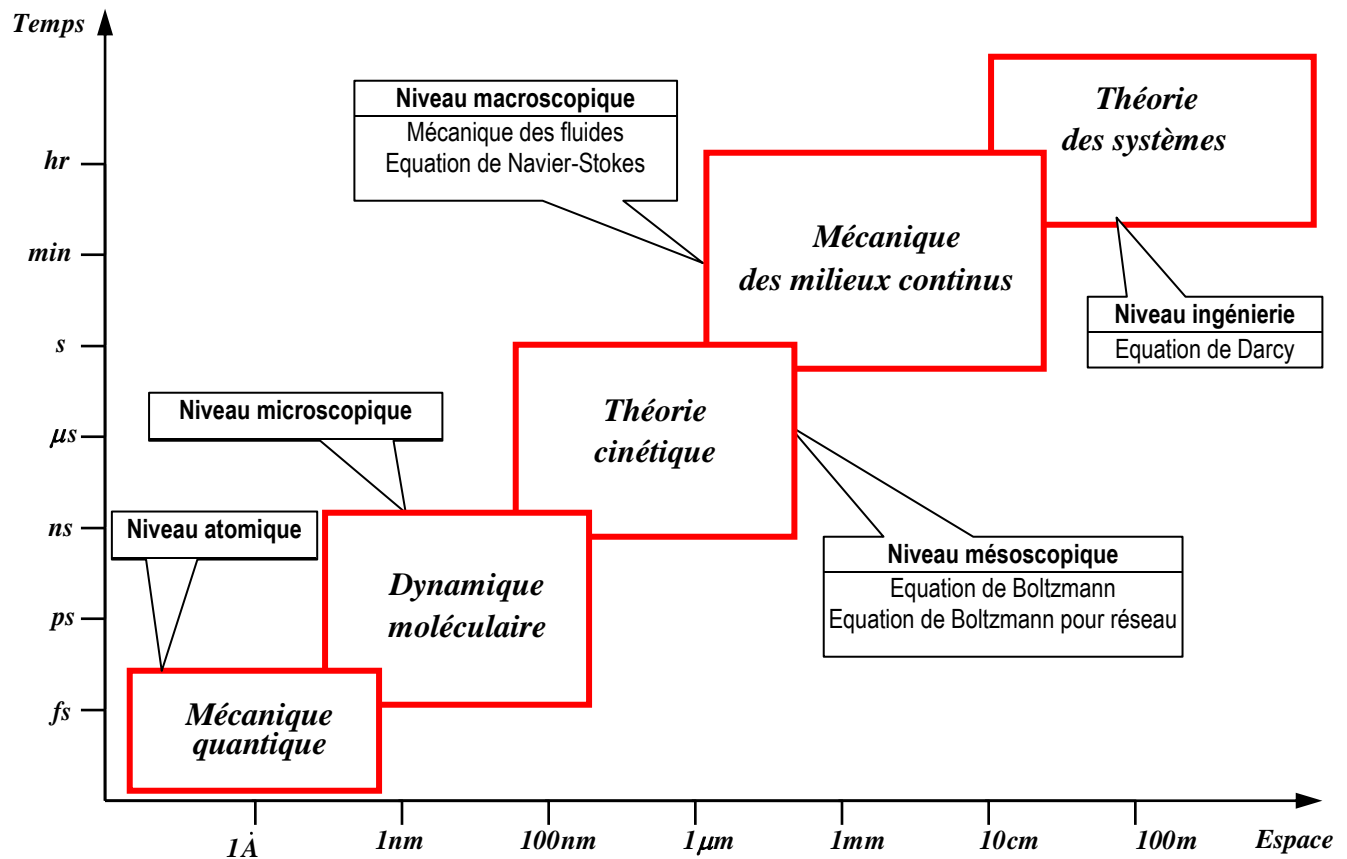 Temps
Théorie
des systèmes
Niveau macroscopique
Mécanique des fluides
Equation de Navier-Stokes
hr
Mécanique
des milieux continus
min
Niveau ingénierie
Equation de Darcy
s
Niveau microscopique
Théorie
cinétique
μs
Niveau atomique
ns
Niveau mésoscopique
Equation de Boltzmann
Equation de Boltzmann pour réseau
Dynamique
moléculaire
ps
Mécanique
quantique
fs
1Å
1nm
100nm
1μm
1mm
10cm
100m
Espace